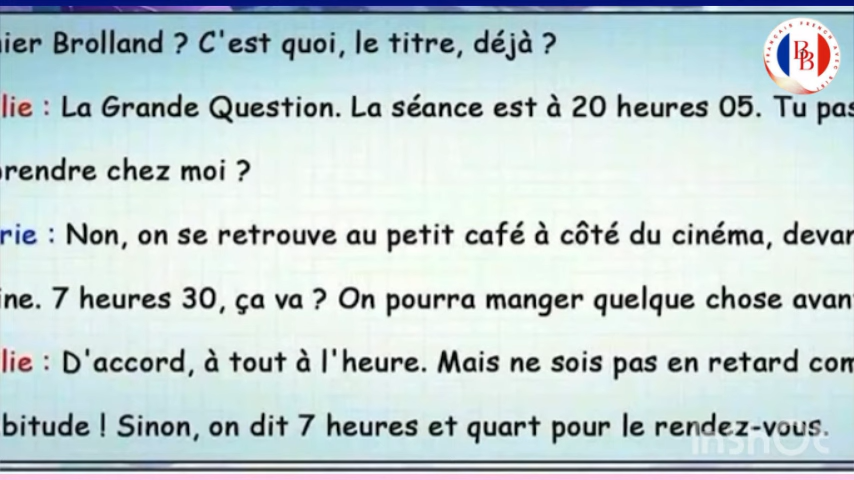 ier Brolland ? C'est quoi, le titre, déjà ?
lie : La Grande Question. La séance est à 20 heures 05. Tu pas
prendre chez moi ?
rie : Non, on se retrouve au petit café à côté du cinéma, devan
ine. 7 heures 30, ça va ? On pourra manger quelque chose avan
lie : D'accord, à tout à l'heure. Mais ne sois pas en retard com
bitude ! Sinon, on dit 7 heures et quart pour le rendez-vous.
InShOt